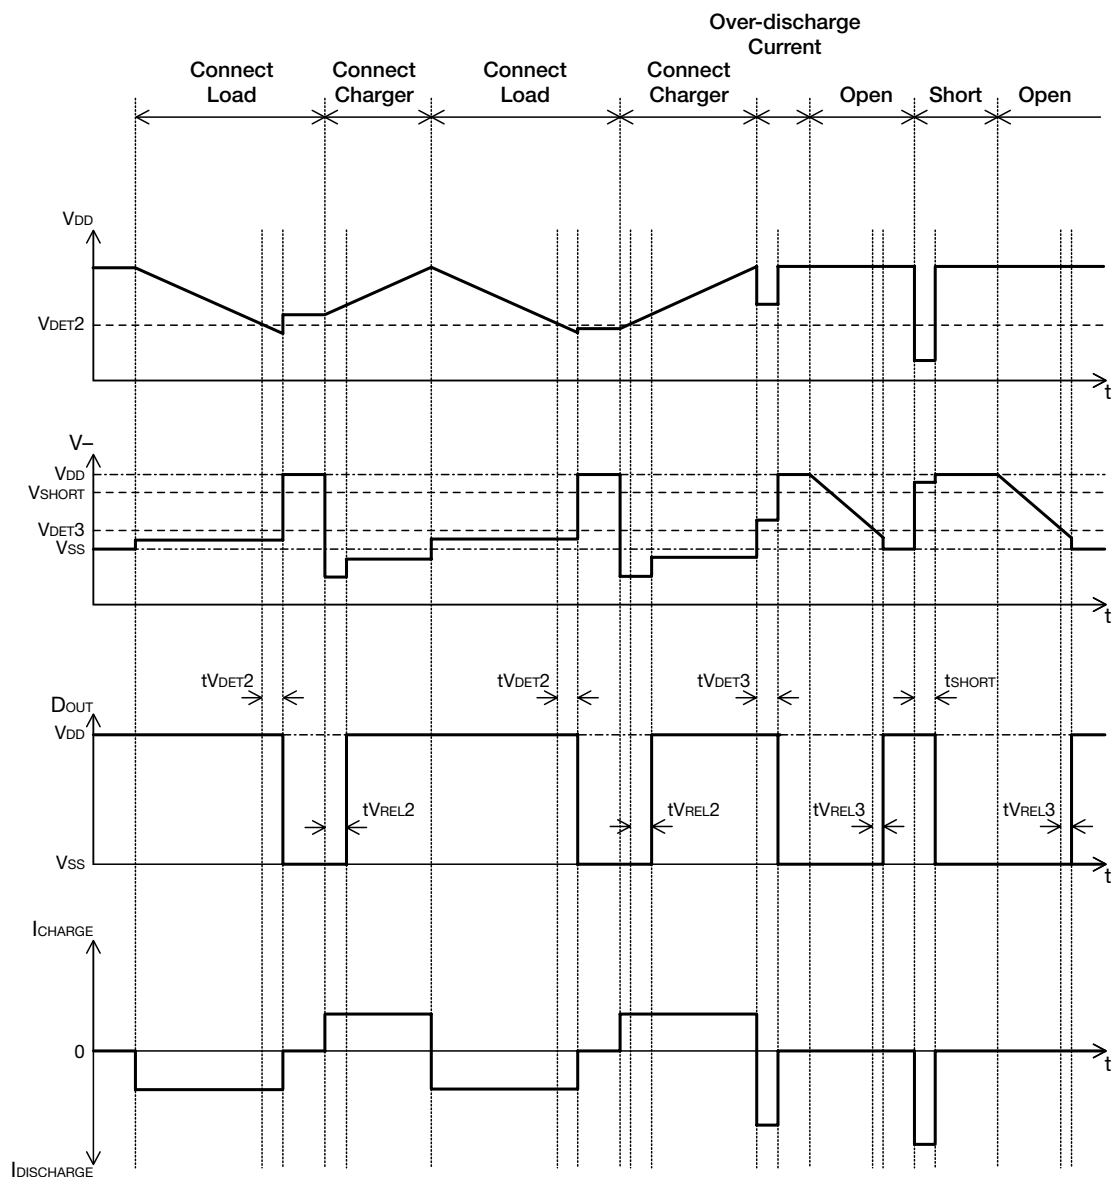 Over-discharge
Current
Connect
Load
Connect
Charger
Connect
Load
Connect
Charger
Open
Short
Open
VDD
VDET2
t
V–
VDD
VSHORT
VDET3
VSS
t
tVDET2
tVDET2
tVDET3
tSHORT
DOUT
VDD
tVREL2
tVREL2
tVREL3
tVREL3
VSS
t
ICHARGE
0
t
IDISCHARGE